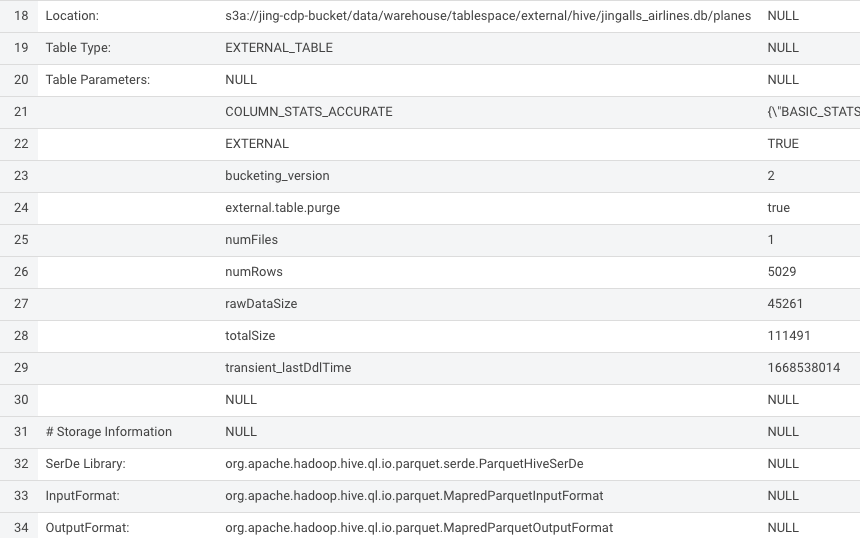 18 Location: s3a://jing-cdp-bucket/data/warehouse/tablespace/external/hive/jingalls_airlines.db/planes NULL
19 Table Type: EXTERNAL_TABLE NULL
20 Table Parameters: NULL NULL
21 COLUMN_STATS_ACCURATE {\"BASIC_STATS
22 EXTERNAL TRUE
23 bucketing_version 2
24 external.table.purge true
25 numFiles 1
26 numRows 5029
27 rawDataSize 45261
28 totalSize 111491
29 transient_lastDdlTime 1668538014
30 NULL NULL
31 # Storage Information NULL NULL
32 SerDe Library: org.apache.hadoop.hive.ql.io.parquet.serde.ParquetHiveSerDe NULL
33 InputFormat: org.apache.hadoop.hive.ql.io.parquet.MapredParquetInputFormat NULL
34 OutputFormat: org.apache.hadoop.hive.ql.io.parquet.MapredParquetOutputFormat NULL